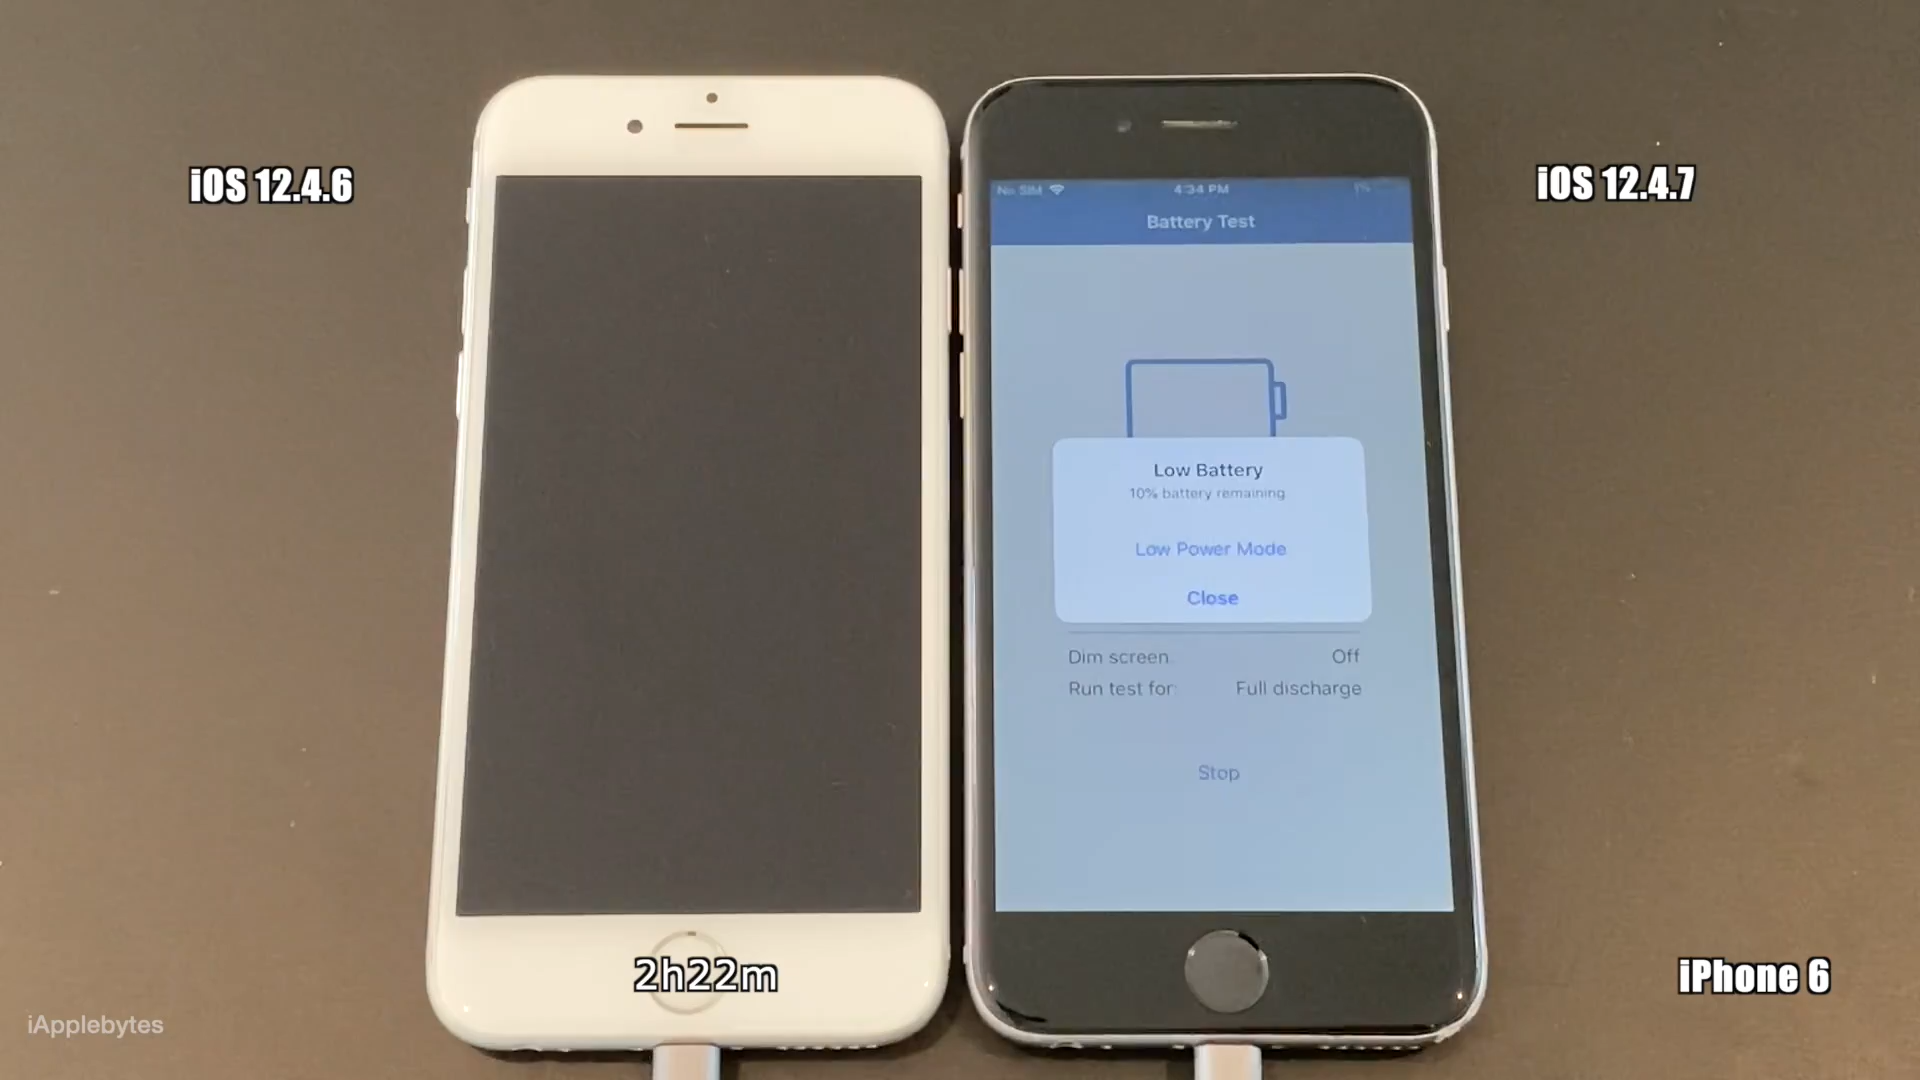 iOS 12.4.6
iOS 12.4.7
No SIM
4:34 PM
1%
Battery Test
Low Battery
10% battery remaining
Low Power Mode
Close
Dim screen Off
Run test for Full discharge
Stop
2h22m
iPhone 6
iApplebytes